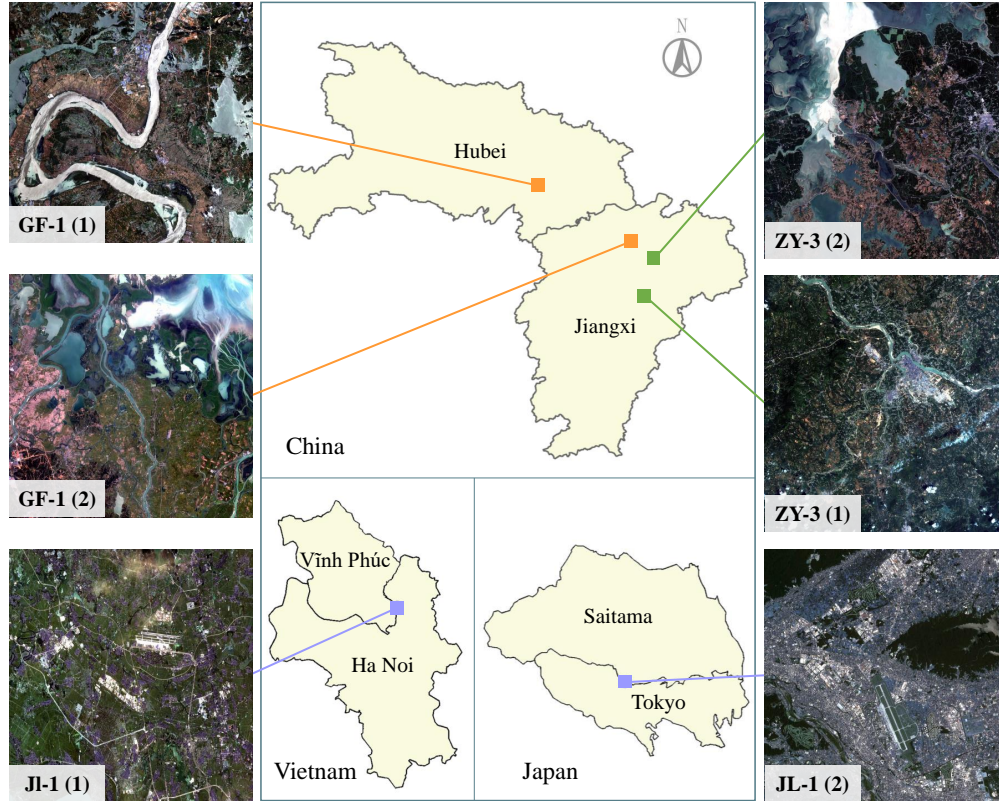 N
Hubei
Jiangxi
China
GF-1 (1)
GF-1 (2)
Jl-1 (1)
ZY-3 (2)
ZY-3 (1)
JL-1 (2)
Vĩnh Phúc
Ha Noi
Vietnam
Saitama
Tokyo
Japan